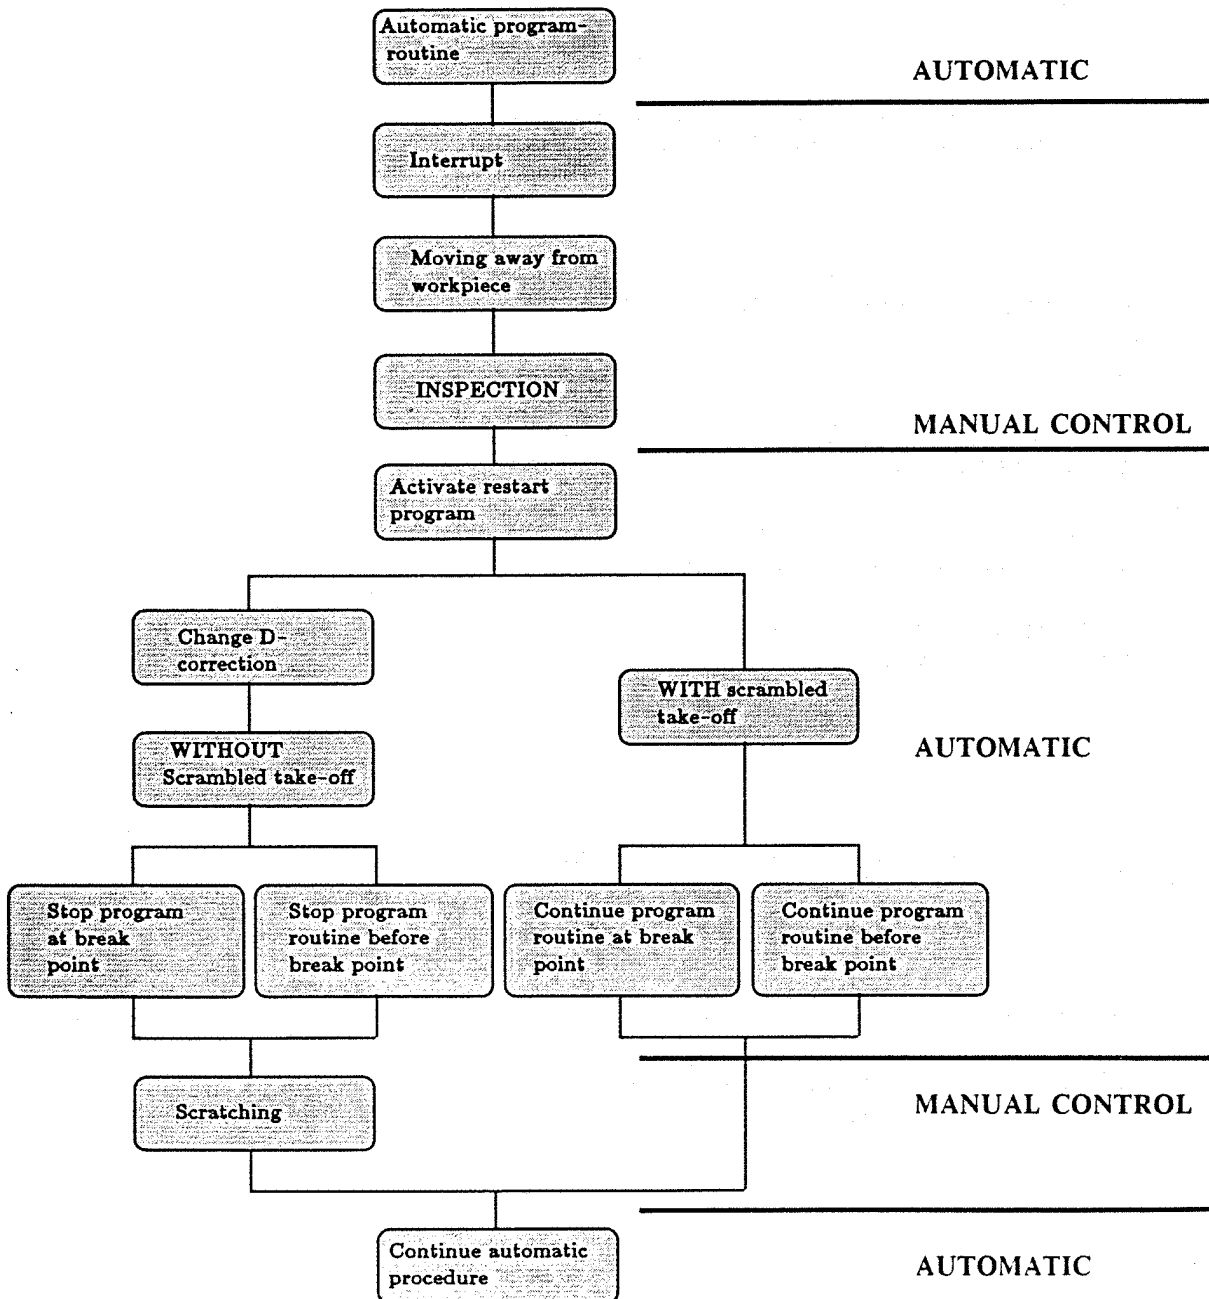 Automatic program-
routine
AUTOMATIC
Interrupt
Moving away from
workpiece
INSPECTION
MANUAL CONTROL
Activate restart
program
Change D-
correction
WITH scrambled
take-off
WITHOUT
Scrambled take-off
AUTOMATIC
Stop program
at break
point
Stop program
routine before
break point
Continue program
routine at break
point
Continue program
routine before
break point
Scratching
MANUAL CONTROL
Continue automatic
procedure
AUTOMATIC